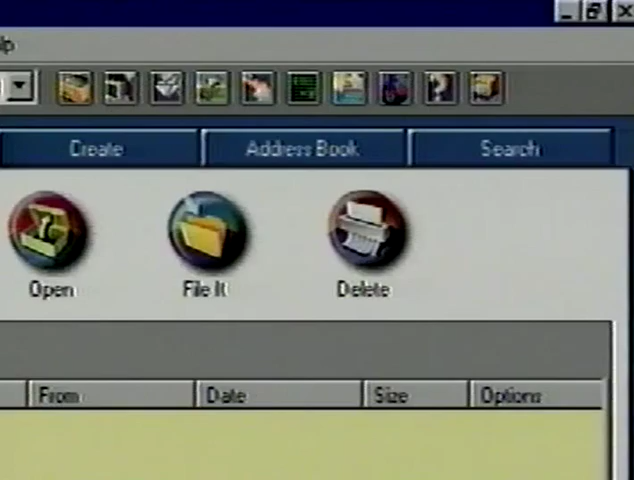 lp
Create Address Book Search
Open File It Delete
From Date Size Options